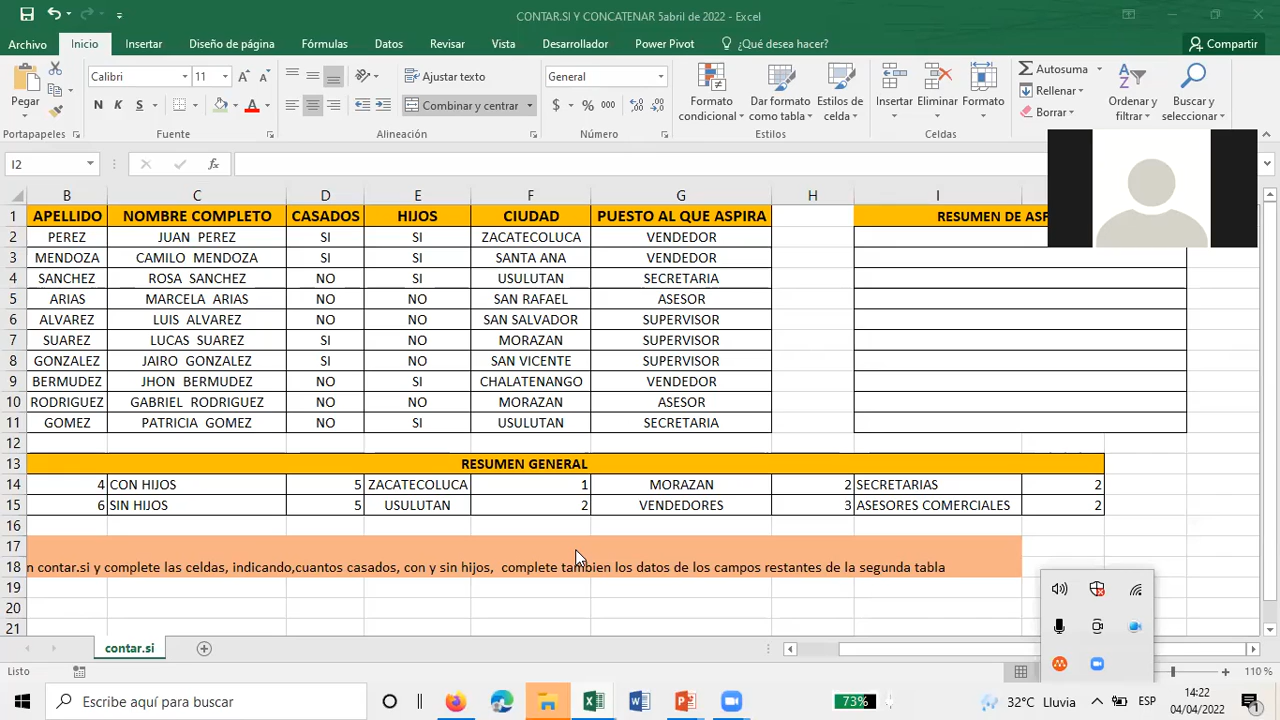 CONTAR.SI Y CONCATENAR 5abril de 2022 - Excel
Archivo Inicio Insertar Diseño de página Fórmulas Datos Revisar Vista Desarrollador Power Pivot ¿Qué desea hacer? Compartir
Calibri 11 Ajustar texto General Autosuma
Pegar Formato condicional Dar formato como tabla Estilos de celda Insertar Eliminar Formato Rellenar Ordenar y filtrar Buscar y seleccionar
N K S A Combinar y centrar $ % 000 Borrar
Portapapeles Fuente Alineación Número Estilos Celdas
I2 fx
B C D E F G H I
1 APELLIDO NOMBRE COMPLETO CASADOS HIJOS CIUDAD PUESTO AL QUE ASPIRA RESUMEN DE
2 PEREZ JUAN PEREZ SI SI ZACATECOLUCA VENDEDOR
3 MENDOZA CAMILO MENDOZA SI SI SANTA ANA VENDEDOR
4 SANCHEZ ROSA SANCHEZ NO SI USULUTAN SECRETARIA
5 ARIAS MARCELA ARIAS NO NO SAN RAFAEL ASESOR
6 ALVAREZ LUIS ALVAREZ NO NO SAN SALVADOR SUPERVISOR
7 SUAREZ LUCAS SUAREZ SI NO MORAZAN SUPERVISOR
8 GONZALEZ JAIRO GONZALEZ SI NO SAN VICENTE SUPERVISOR
9 BERMUDEZ JHON BERMUDEZ NO SI CHALATENANGO VENDEDOR
10 RODRIGUEZ GABRIEL RODRIGUEZ NO NO MORAZAN ASESOR
11 GOMEZ PATRICIA GOMEZ NO SI USULUTAN SECRETARIA
12
13 RESUMEN GENERAL
14 4 CON HIJOS 5 ZACATECOLUCA 1 MORAZAN 2 SECRETARIAS 2
15 6 SIN HIJOS 5 USULUTAN 2 VENDEDORES 3 ASESORES COMERCIALES 2
16
17
18 n contar.si y complete las celdas, indicando,cuantos casados, con y sin hijos, complete tambien los datos de los campos restantes de la segunda tabla
19
20
21
contar.si
Listo 110 %
Escribe aquí para buscar 73% 32°C Lluvia ESP 14:22
04/04/2022